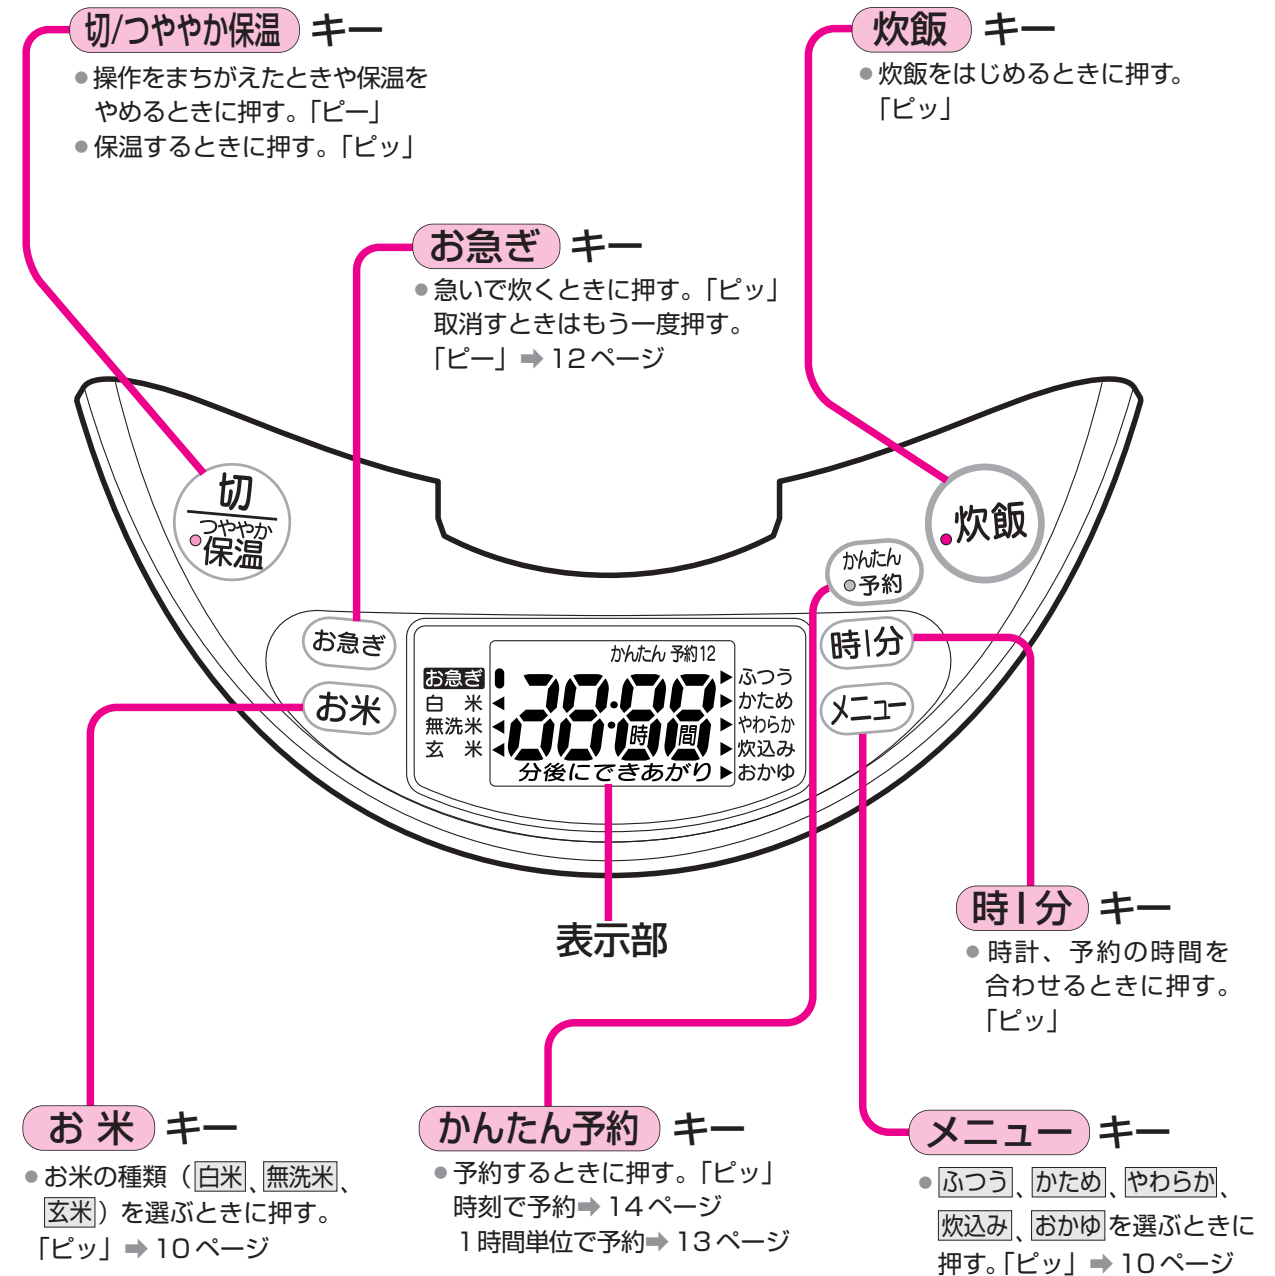 切/つややか保温 キー
●操作をまちがえたときや保温を
やめるときに押す。「ピー」
●保温するときに押す。「ピッ」
炊飯 キー
●炊飯をはじめるときに押す。
「ピッ」
お急ぎ キー
●急いで炊くときに押す。「ピッ」
取消すときはもう一度押す。
「ピー」➡12ページ
切
つややか
保温
炊飯
かんたん
予約
お急ぎ
お米
時|分
メニュー
かんたん 予約12
お急ぎ
白 米
無洗米
玄 米
88:88
時 間
分後にできあがり
ふつう
かため
やわらか
炊込み
おかゆ
表示部
時|分 キー
●時計、予約の時間を
合わせるときに押す。
「ピッ」
お米 キー
●お米の種類(白米、無洗米、
玄米)を選ぶときに押す。
「ピッ」➡10ページ
かんたん予約 キー
●予約するときに押す。「ピッ」
時刻で予約➡14ページ
1時間単位で予約➡13ページ
メニュー キー
●ふつう、かため、やわらか、
炊込み、おかゆを選ぶときに
押す。「ピッ」➡10ページ